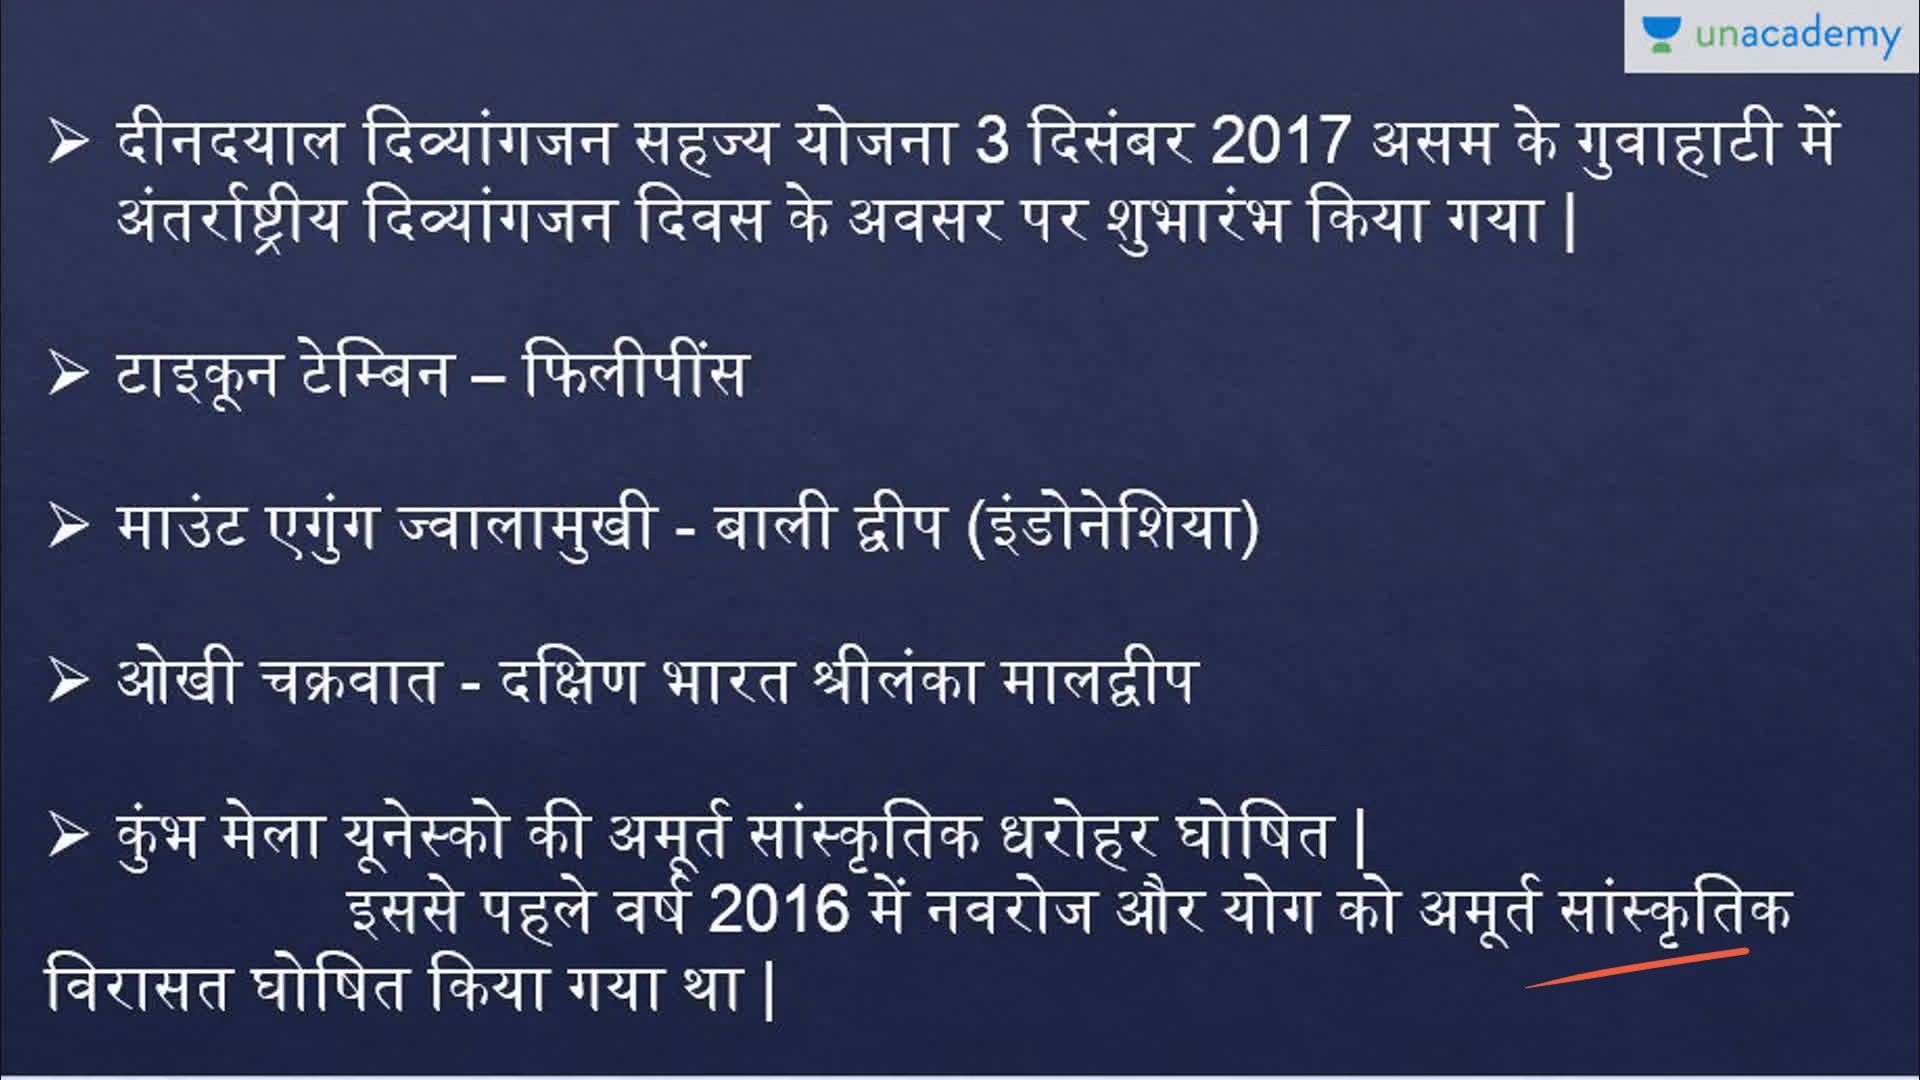 unacademy
➢ दीनदयाल दिव्यांगजन सहज्य योजना 3 दिसंबर 2017 असम के गुवाहाटी में
अंतर्राष्ट्रीय दिव्यांगजन दिवस के अवसर पर शुभारंभ किया गया |
➢ टाइकून टेम्बिन – फिलीपींस
➢ माउंट एगुंग ज्वालामुखी - बाली द्वीप (इंडोनेशिया)
➢ ओखी चक्रवात - दक्षिण भारत श्रीलंका मालद्वीप
➢ कुंभ मेला यूनेस्को की अमूर्त सांस्कृतिक धरोहर घोषित |
इससे पहले वर्ष 2016 में नवरोज और योग को अमूर्त सांस्कृतिक
विरासत घोषित किया गया था |